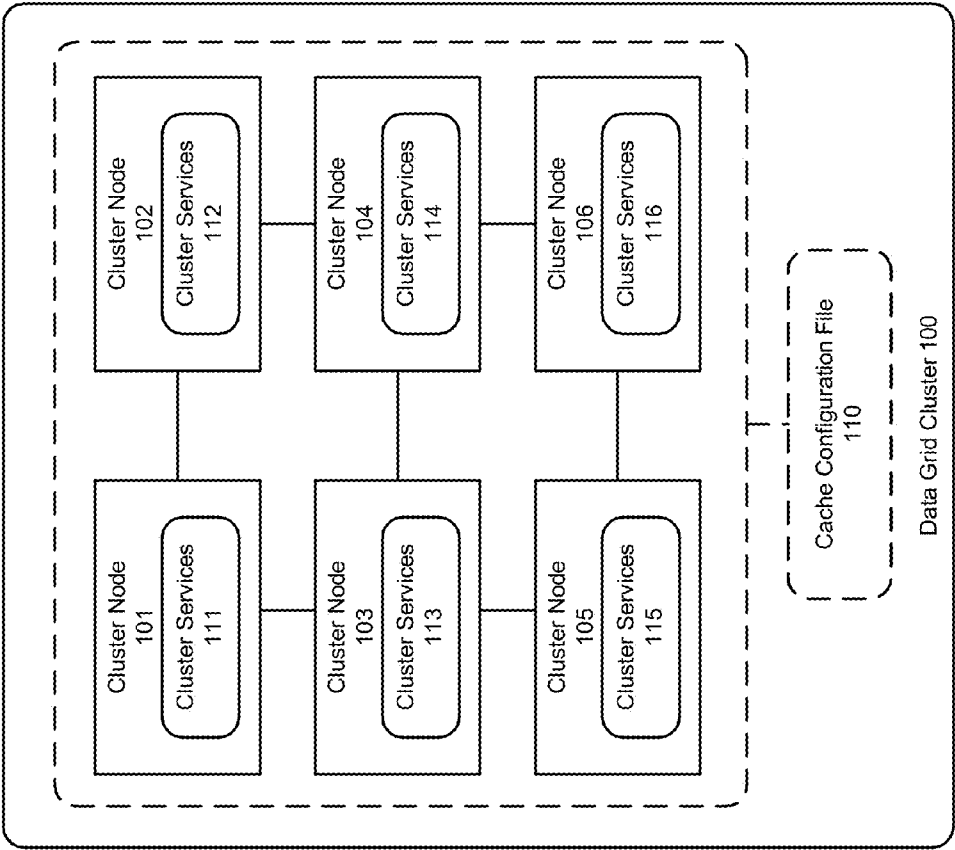 Cluster Node
101
Cluster Services
111
Cluster Node
102
Cluster Services
112
Cluster Node
103
Cluster Services
113
Cluster Node
104
Cluster Services
114
Cluster Node
105
Cluster Services
115
Cluster Node
106
Cluster Services
116
Cache Configuration File
110
Data Grid Cluster 100